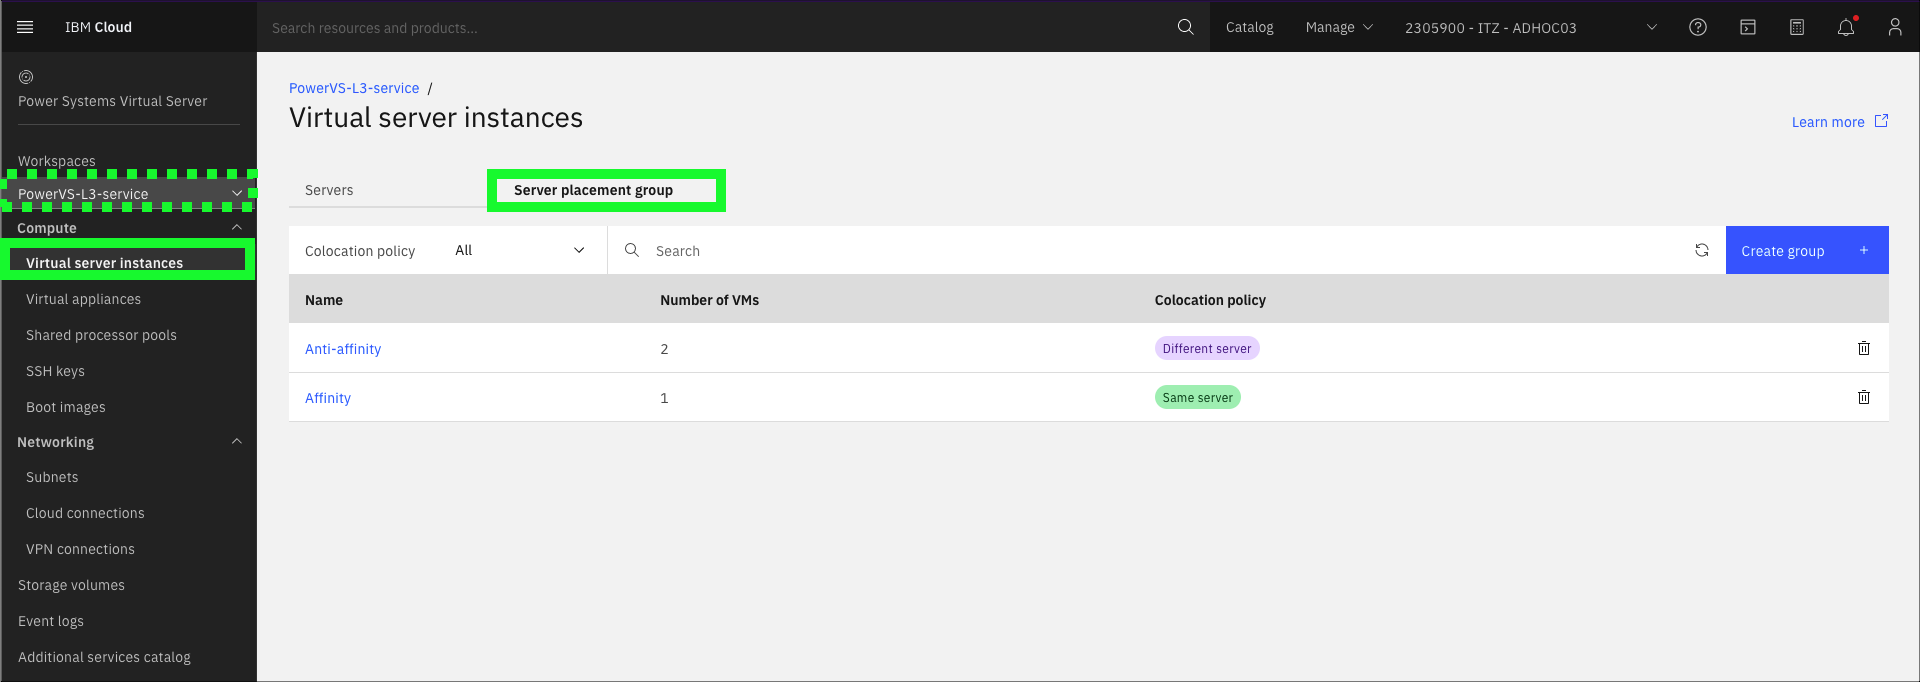 IBM Cloud
Search resources and products...
Catalog
Manage
2305900 - ITZ - ADHOC03
Power Systems Virtual Server
Workspaces
PowerVS-L3-service
Compute
Virtual server instances
Virtual appliances
Shared processor pools
SSH keys
Boot images
Networking
Subnets
Cloud connections
VPN connections
Storage volumes
Event logs
Additional services catalog
PowerVS-L3-service /
Virtual server instances
Learn more
Servers
Server placement group
Colocation policy All
Search
Create group +
Name Number of VMs Colocation policy
Anti-affinity 2 Different server
Affinity 1 Same server